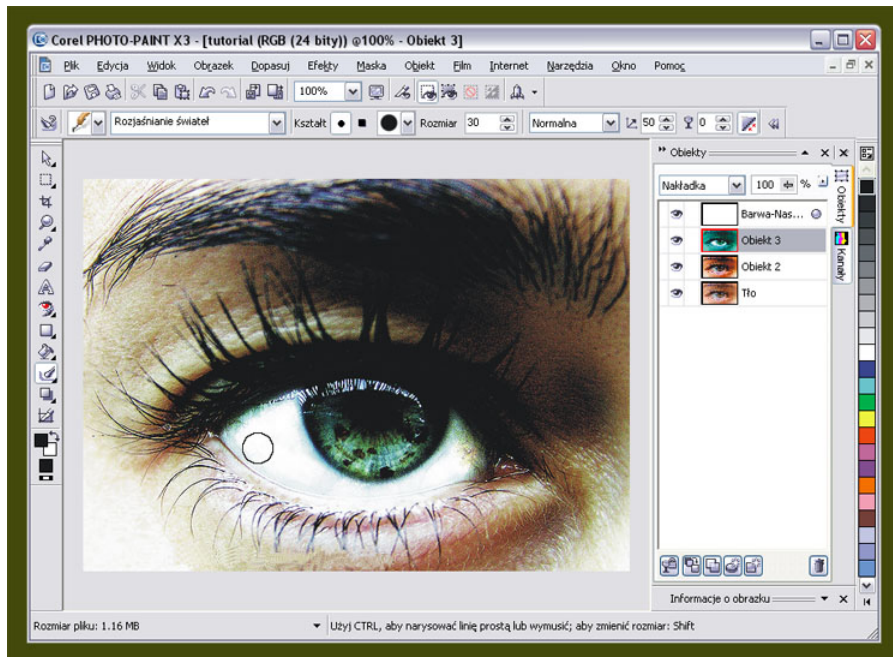 Corel PHOTO-PAINT X3 - [tutorial (RGB (24 bity)) @100% - Obiekt 3]
Plik Edycja Widok Obrazek Dopasuj Efekty Maska Objekt Film Internet Narzędzia Okno Pomoc
100%
Rozjaśnianie świateł Kształt Rozmiar 30 Normalna 50 0
Obiekty
Nakładka 100 %
Barwa-Nas...
Obiekt 3
Obiekt 2
Tło
Obiekty
Kanały
Informacje o obrazku
Rozmiar pliku: 1.16 MB Użyj CTRL, aby narysować linię prostą lub wymusić; aby zmienić rozmiar: Shift